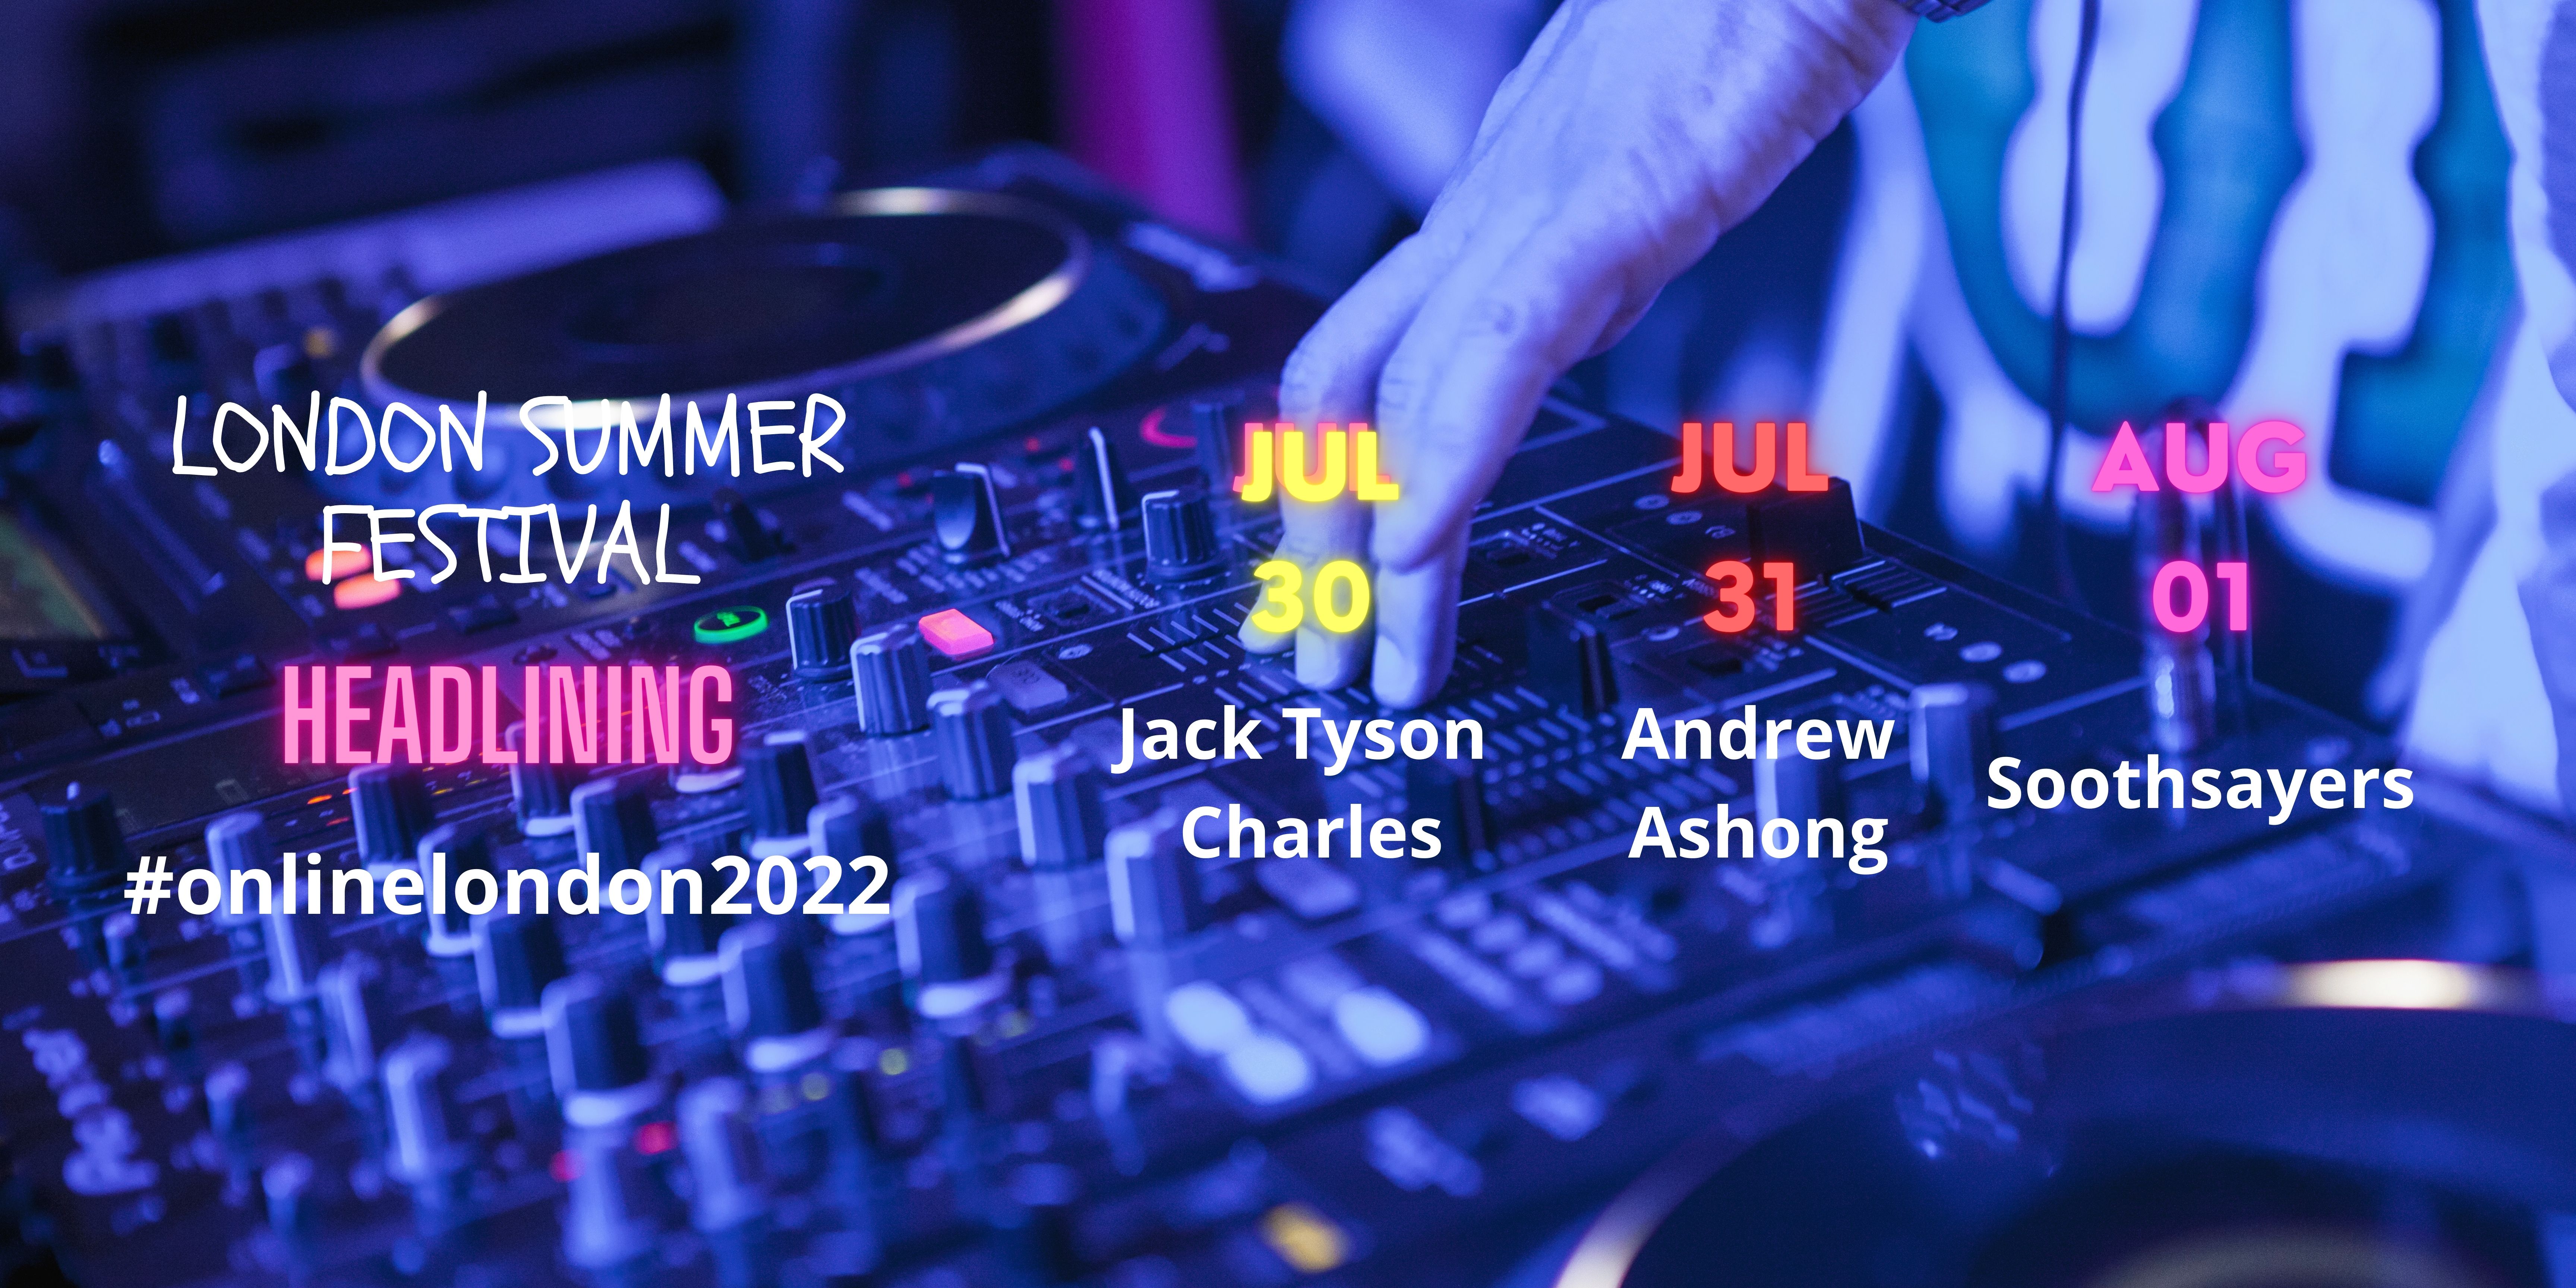 LONDON SUMMER
FESTIVAL
HEADLINING
#onlinelondon2022
JUL
30
Jack Tyson
Charles
JUL
31
Andrew
Ashong
AUG
01
Soothsayers